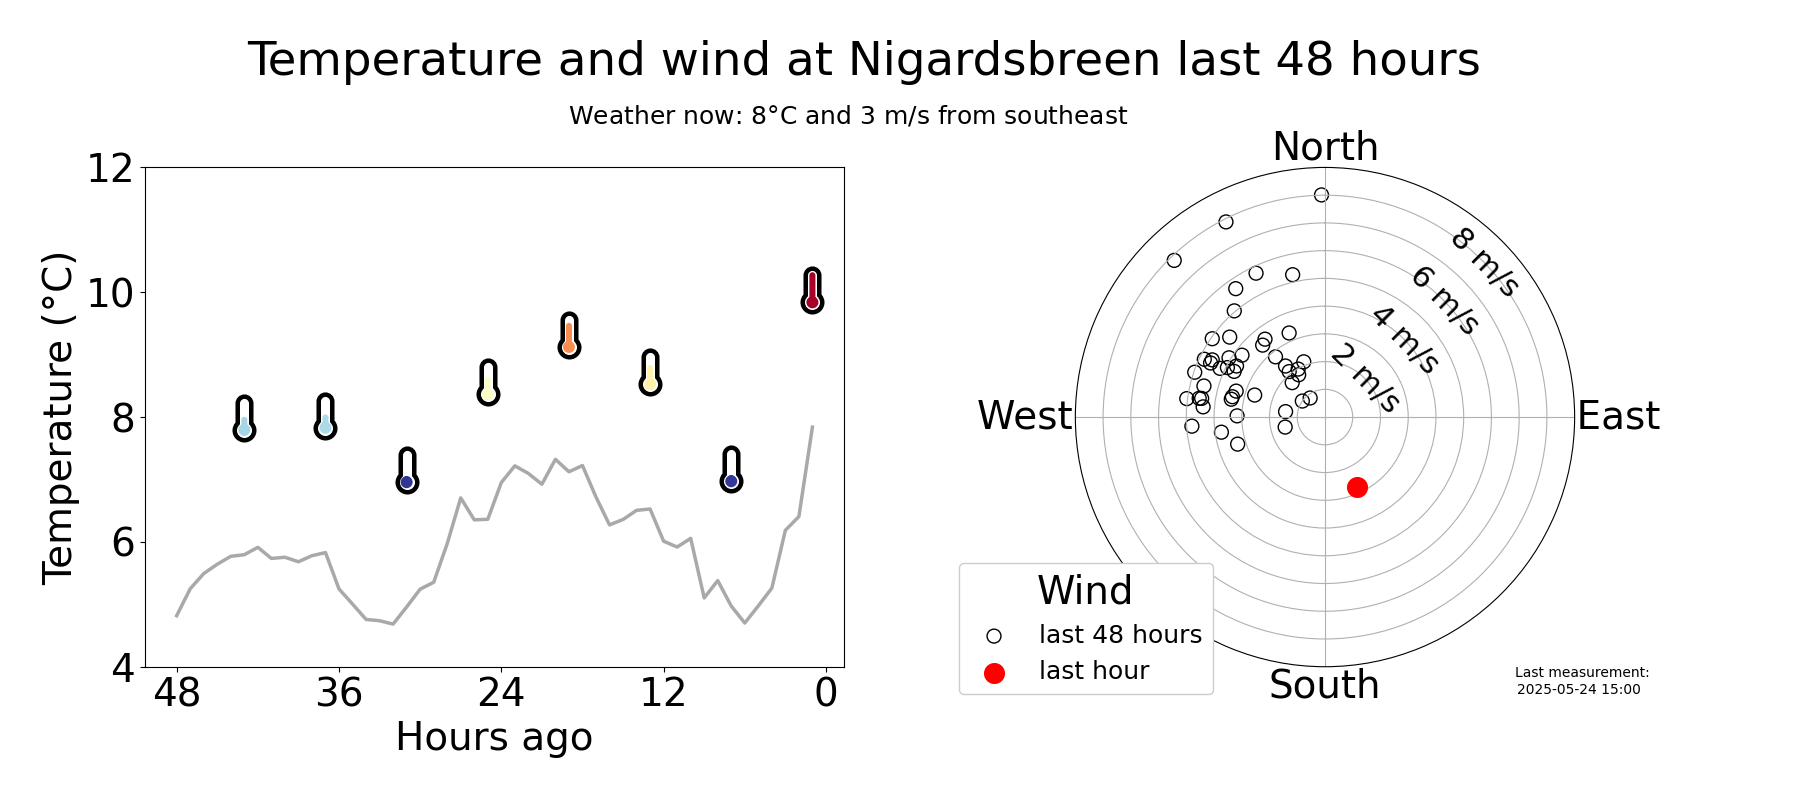 Temperature and wind at Nigardsbreen last 48 hours
Weather now: 8°C and 3 m/s from southeast
Temperature (°C)
12
10
8
6
4
48 36 24 12 0
Hours ago
North
West
East
South
8 m/s
6 m/s
4 m/s
2 m/s
Wind
last 48 hours
last hour
Last measurement:
2025-05-24 15:00